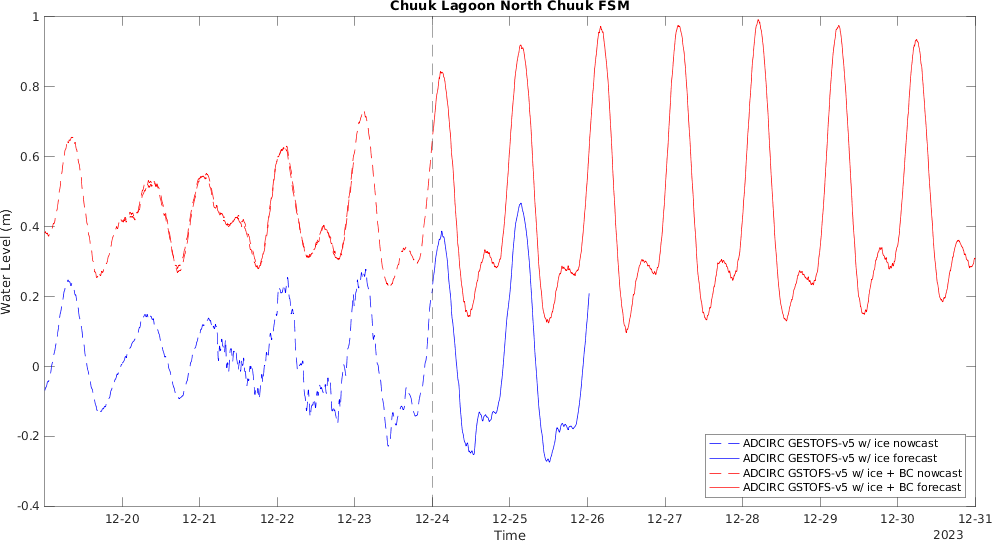 Chuuk Lagoon North Chuuk FSM
Water Level (m)
1
0.8
0.6
0.4
0.2
0
-0.2
-0.4
ADCIRC GESTOFS-v5 w/ ice nowcast
ADCIRC GESTOFS-v5 w/ ice forecast
ADCIRC GSTOFS-v5 w/ ice + BC nowcast
ADCIRC GSTOFS-v5 w/ ice + BC forecast
12-20 12-21 12-22 12-23 12-24 12-25 12-26 12-27 12-28 12-29 12-30 12-31
Time
2023